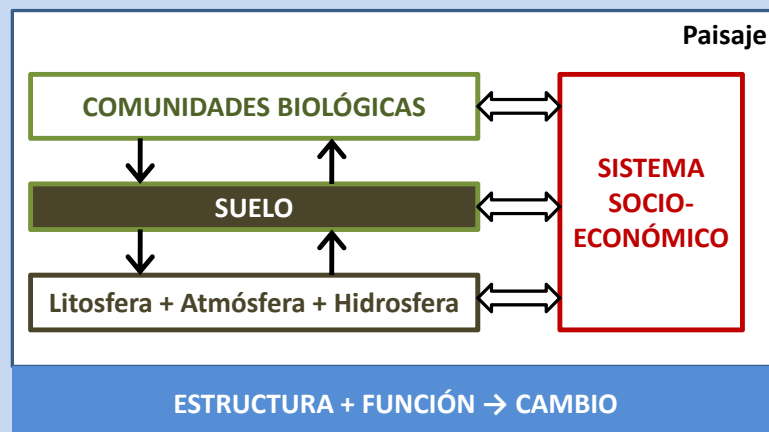 Paisaje
COMUNIDADES BIOLÓGICAS
SUELO
Litosfera + Atmósfera + Hidrosfera
SISTEMA
SOCIO-
ECONÓMICO
ESTRUCTURA + FUNCIÓN → CAMBIO